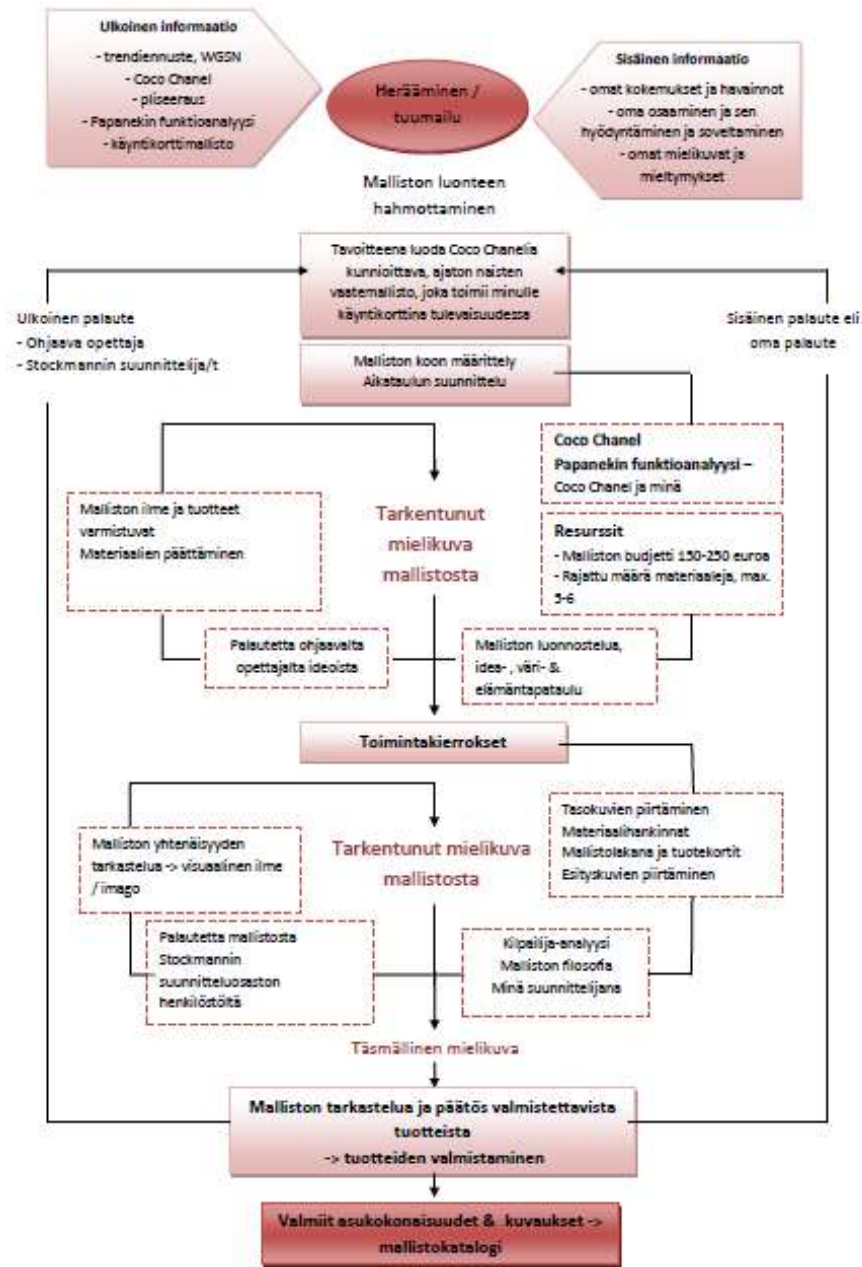 Ulkoinen informaatio
- trendiennuste, WGSN
- Coco Chanel
- pliseeraus
- Papanekin funktioanalyysi
- käyntikorttimallisto
Herääminen /
tuumailu
Sisäinen informaatio
- omat kokemukset ja havainnot
- oma osaaminen ja sen
hyödyntäminen ja soveltaminen
- omat mielikuvat ja
mieltymykset
Malliston luonteen
hahmottaminen
Tavoitteena luoda Coco Chanelia
kunnioittava, ajaton naisten
vaatemallisto, joka toimii minulle
käyntikorttina tulevaisuudessa
Ulkoinen palaute
- Ohjaava opettaja
- Stockmannin suunnittelija/t
Sisäinen palaute eli
oma palaute
Malliston koon määrittely
Aikataulun suunnittelu
Coco Chanel
Papanekin funktioanalyysi –
Coco Chanel ja minä
Malliston ilme ja tuotteet
varmistuvat
Materiaalien päättäminen
Tarkentunut
mielikuva
mallistosta
Resurssit
- Malliston budjetti 150-250 euroa
- Rajattu määrä materiaaleja, max.
5-6
Palautetta ohjaavalta
opettajalta ideoista
Malliston luonnostelua,
idea- , väri- &
elämäntapataulu
Toimintakierrokset
Malliston yhtenäisyyden
tarkastelua -> visuaalinen ilme
/ imago
Tarkentunut mielikuva
mallistosta
Tasokuvien piirtäminen
Materiaalihankinnat
Mallistolakana ja tuotekortit
Esityskuvien piirtäminen
Palautetta mallistosta
Stockmannin
suunnitteluosaston
henkilöstöltä
Kilpailija-analyysi
Malliston filosofia
Minä suunnittelijana
Täsmällinen mielikuva
Malliston tarkastelua ja päätös valmistettavista
tuotteista
-> tuotteiden valmistaminen
Valmiit asukokonaisuudet & kuvaukset ->
mallistokatalogi